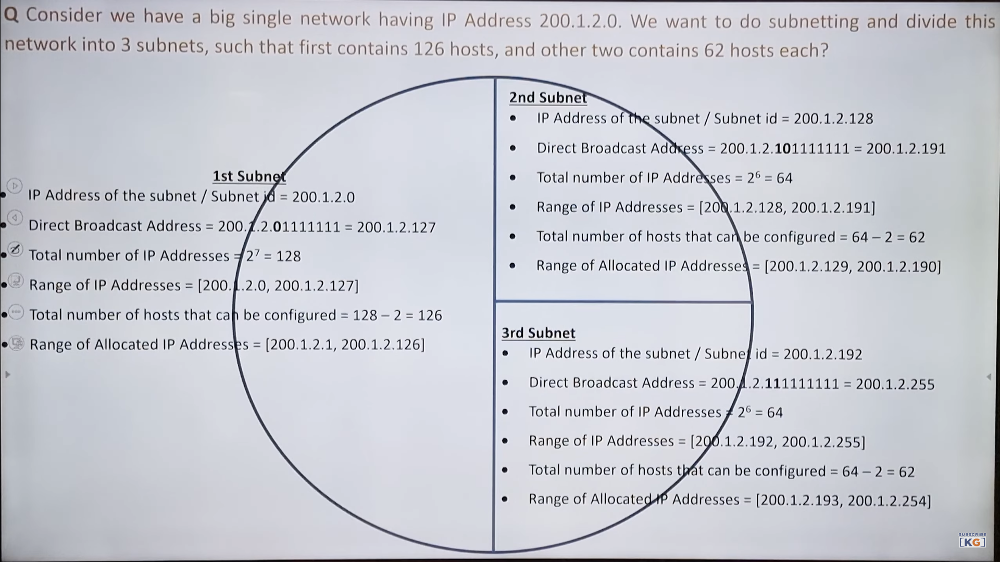 Q Consider we have a big single network having IP Address 200.1.2.0. We want to do subnetting and divide this
network into 3 subnets, such that first contains 126 hosts, and other two contains 62 hosts each?
1st Subnet
• IP Address of the subnet / Subnet id = 200.1.2.0
• Direct Broadcast Address = 200.1.2.01111111 = 200.1.2.127
• Total number of IP Addresses = 2⁷ = 128
• Range of IP Addresses = [200.1.2.0, 200.1.2.127]
• Total number of hosts that can be configured = 128 – 2 = 126
• Range of Allocated IP Addresses = [200.1.2.1, 200.1.2.126]
2nd Subnet
• IP Address of the subnet / Subnet id = 200.1.2.128
• Direct Broadcast Address = 200.1.2.101111111 = 200.1.2.191
• Total number of IP Addresses = 2⁶ = 64
• Range of IP Addresses = [200.1.2.128, 200.1.2.191]
• Total number of hosts that can be configured = 64 – 2 = 62
• Range of Allocated IP Addresses = [200.1.2.129, 200.1.2.190]
3rd Subnet
• IP Address of the subnet / Subnet id = 200.1.2.192
• Direct Broadcast Address = 200.1.2.111111111 = 200.1.2.255
• Total number of IP Addresses = 2⁶ = 64
• Range of IP Addresses = [200.1.2.192, 200.1.2.255]
• Total number of hosts that can be configured = 64 – 2 = 62
• Range of Allocated IP Addresses = [200.1.2.193, 200.1.2.254]
SUBSCRIBE
[KG]